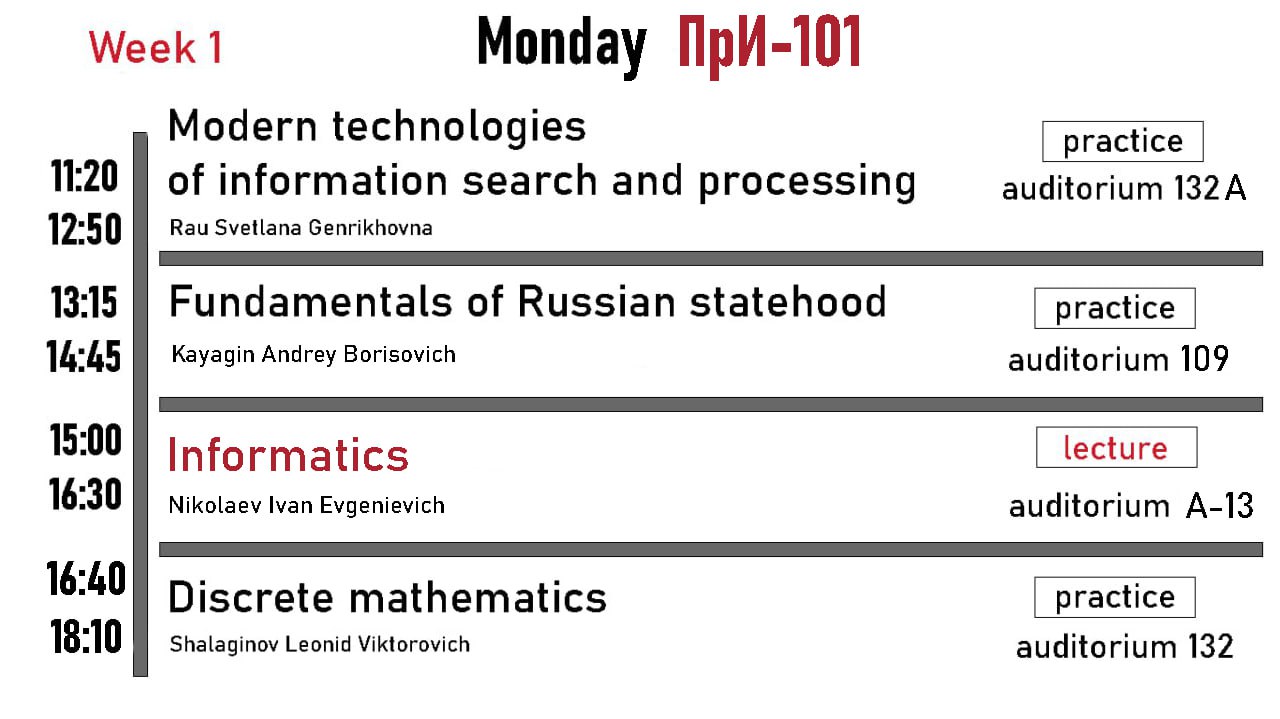 Week 1
Monday ПрИ-101
11:20
12:50
Modern technologies
of information search and processing
Rau Svetlana Genrikhovna
practice
auditorium 132 A
13:15
14:45
Fundamentals of Russian statehood
Kayagin Andrey Borisovich
practice
auditorium 109
15:00
16:30
Informatics
Nikolaev Ivan Evgenievich
lecture
auditorium A-13
16:40
18:10
Discrete mathematics
Shalaginov Leonid Viktorovich
practice
auditorium 132